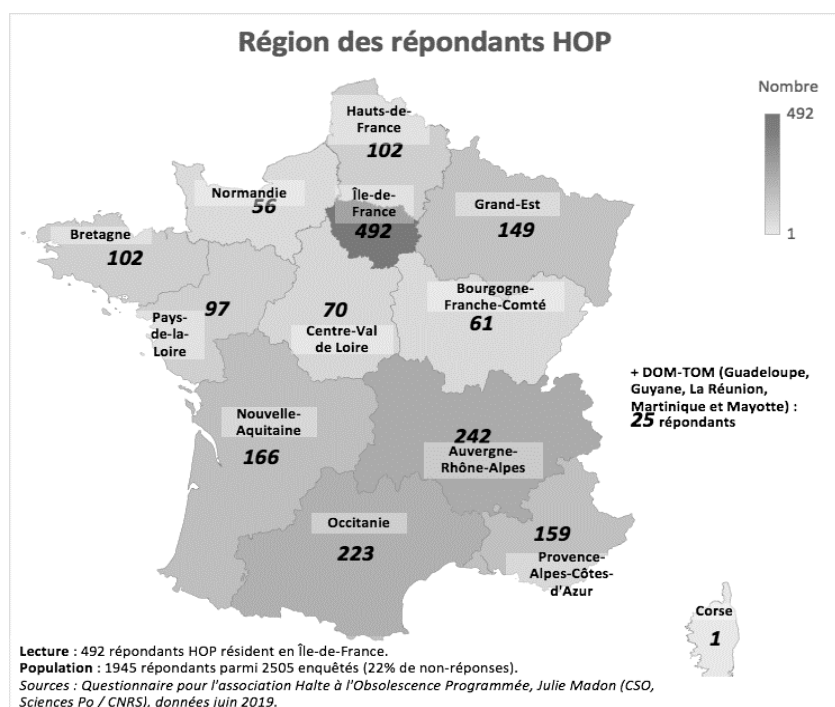 Région des répondants HOP
Nombre
492
1
Hauts-de-
France
102
Normandie
56
Île-de-
France
492
Grand-Est
149
Bretagne
102
97
Pays-
de-la-
Loire
70
Centre-Val
de Loire
Bourgogne-
Franche-Comté
61
+ DOM-TOM (Guadeloupe,
Guyane, La Réunion,
Martinique et Mayotte) :
25 répondants
Nouvelle-
Aquitaine
166
242
Auvergne-
Rhône-Alpes
Occitanie
223
159
Provence-
Alpes-Côtes-
d'Azur
Corse
1
Lecture : 492 répondants HOP résident en Île-de-France.
Population : 1945 répondants parmi 2505 enquêtés (22% de non-réponses).
Sources : Questionnaire pour l'association Halte à l'Obsolescence Programmée, Julie Madon (CSO,
Sciences Po / CNRS), données juin 2019.